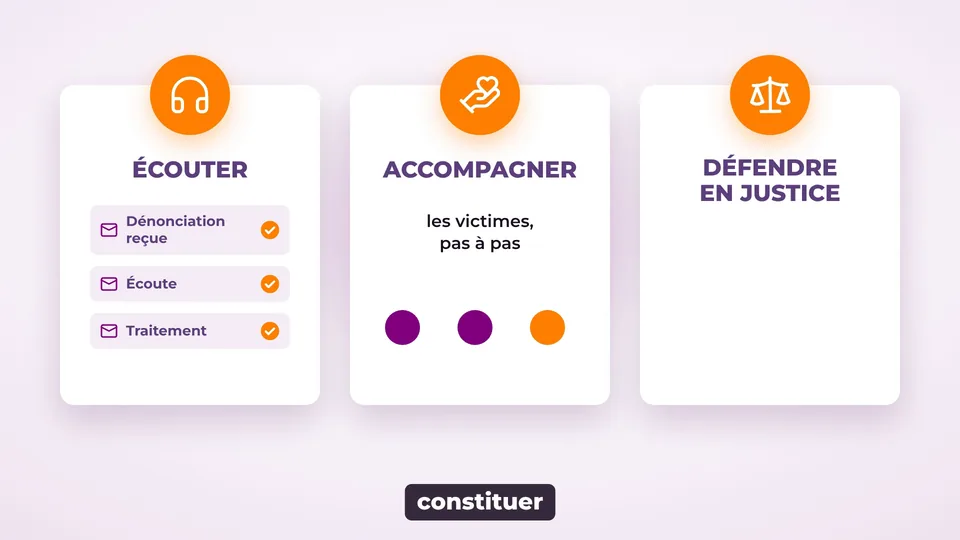 ÉCOUTER
Dénonciation
reçue
Écoute
Traitement
ACCOMPAGNER
les victimes,
pas à pas
DÉFENDRE
EN JUSTICE
constituer